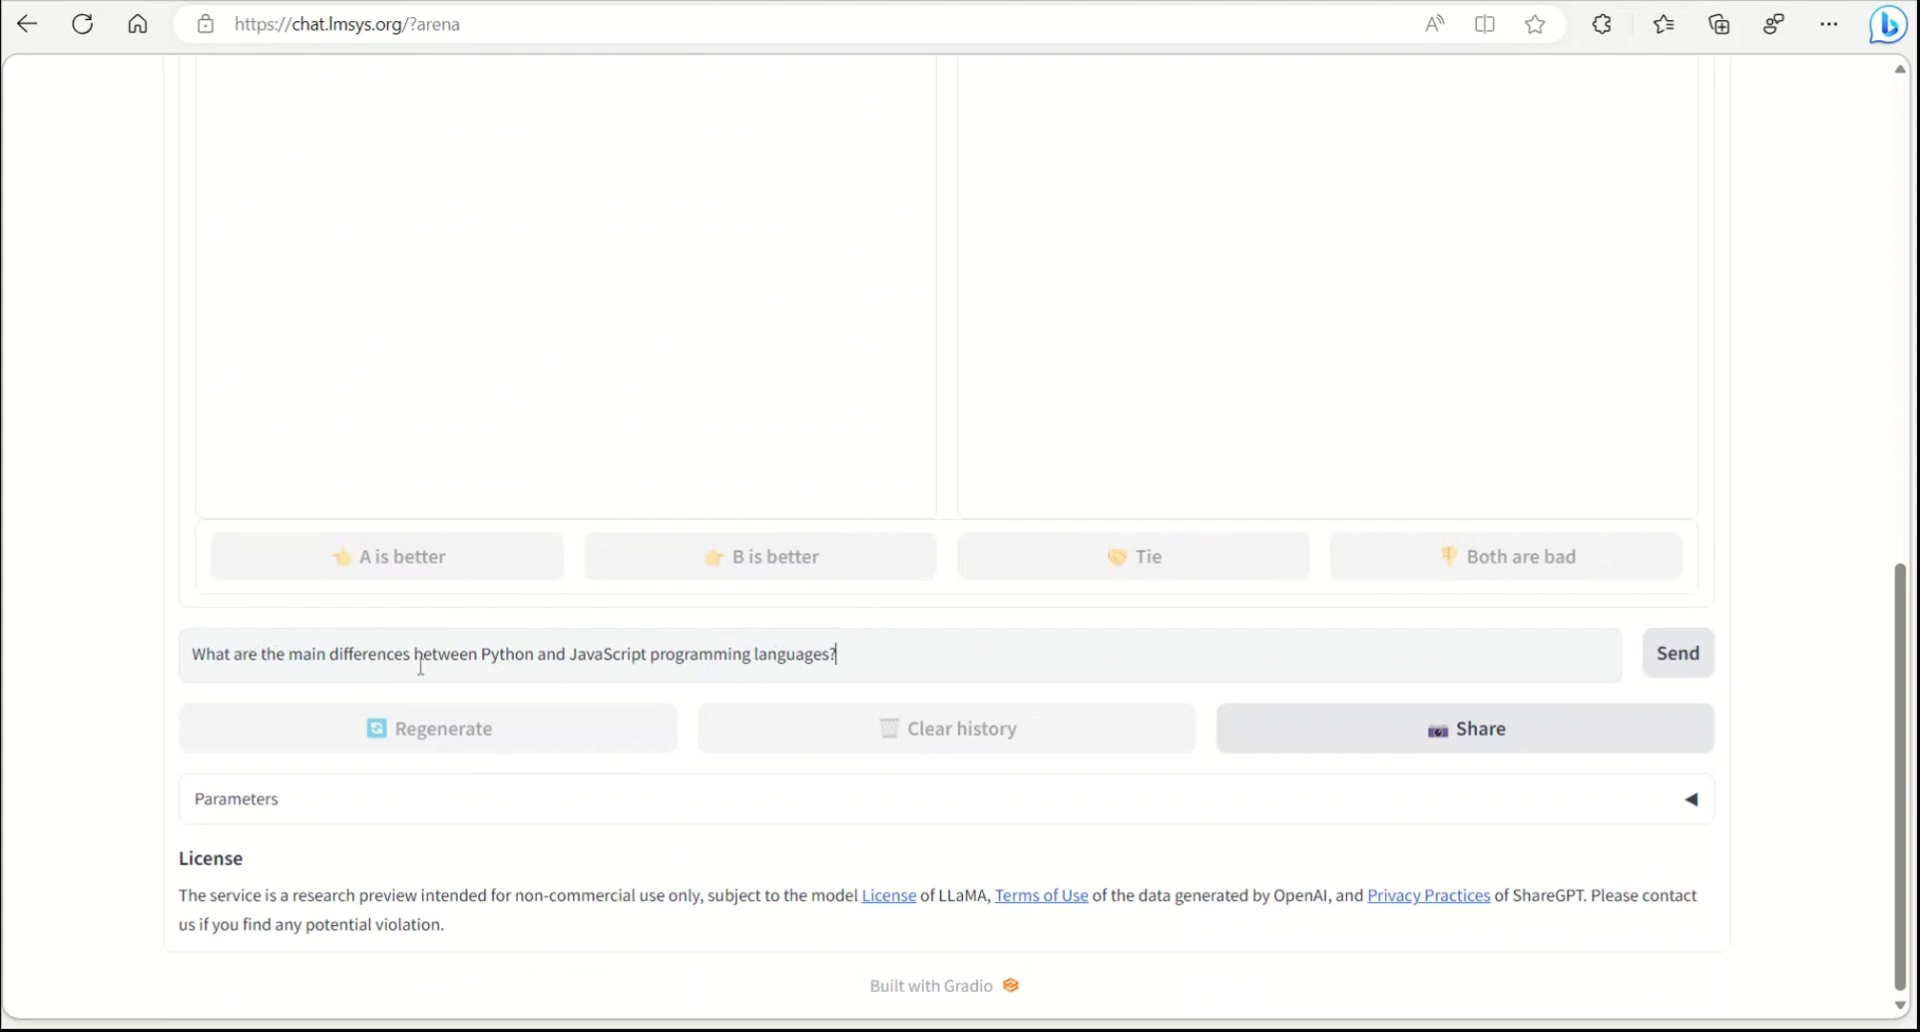 https://chat.lmsys.org/?arena
A is better
B is better
Tie
Both are bad
What are the main differences between Python and JavaScript programming languages?
Send
Regenerate
Clear history
Share
Parameters
License
The service is a research preview intended for non-commercial use only, subject to the model License of LLaMA, Terms of Use of the data generated by OpenAI, and Privacy Practices of ShareGPT. Please contact
us if you find any potential violation.
Built with Gradio